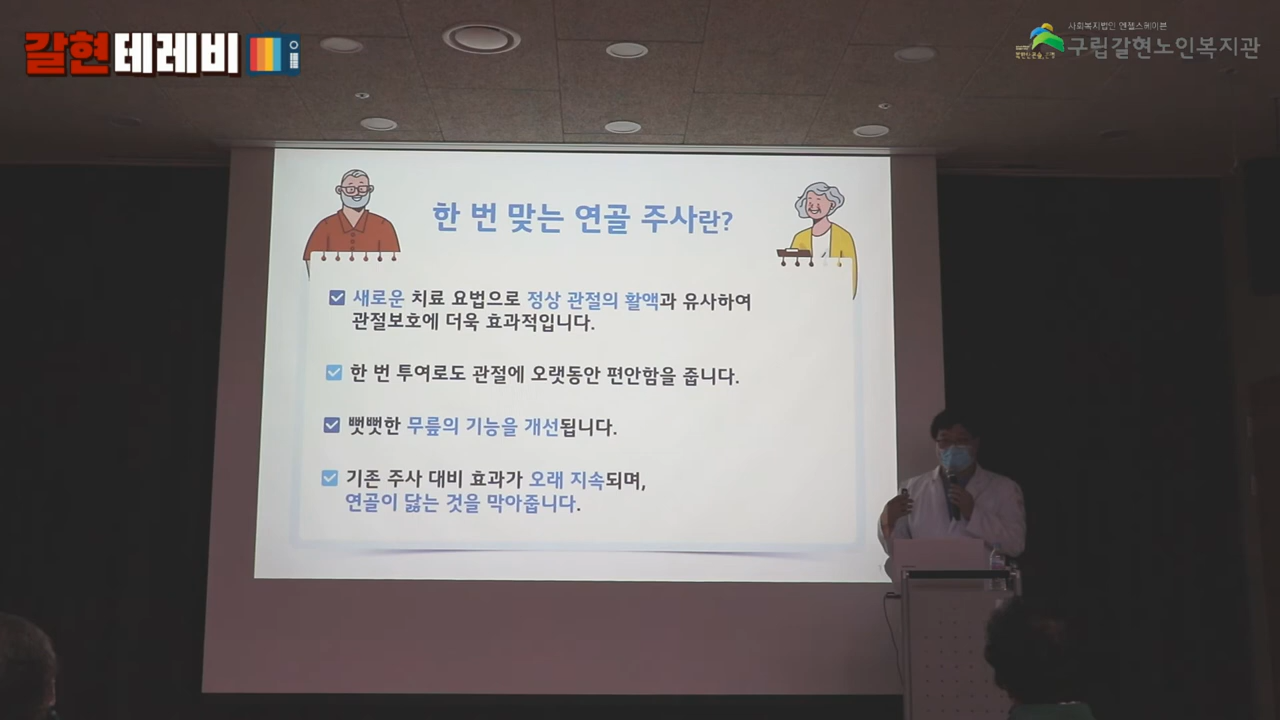 갈현테레비
사회복지법인 엔젤스헤이븐
구립갈현노인복지관
한 번 맞는 연골 주사란?
새로운 치료 요법으로 정상 관절의 활액과 유사하여
관절보호에 더욱 효과적입니다.
한 번 투여로도 관절에 오랫동안 편안함을 줍니다.
뻣뻣한 무릎의 기능을 개선됩니다.
기존 주사 대비 효과가 오래 지속되며,
연골이 닳는 것을 막아줍니다.